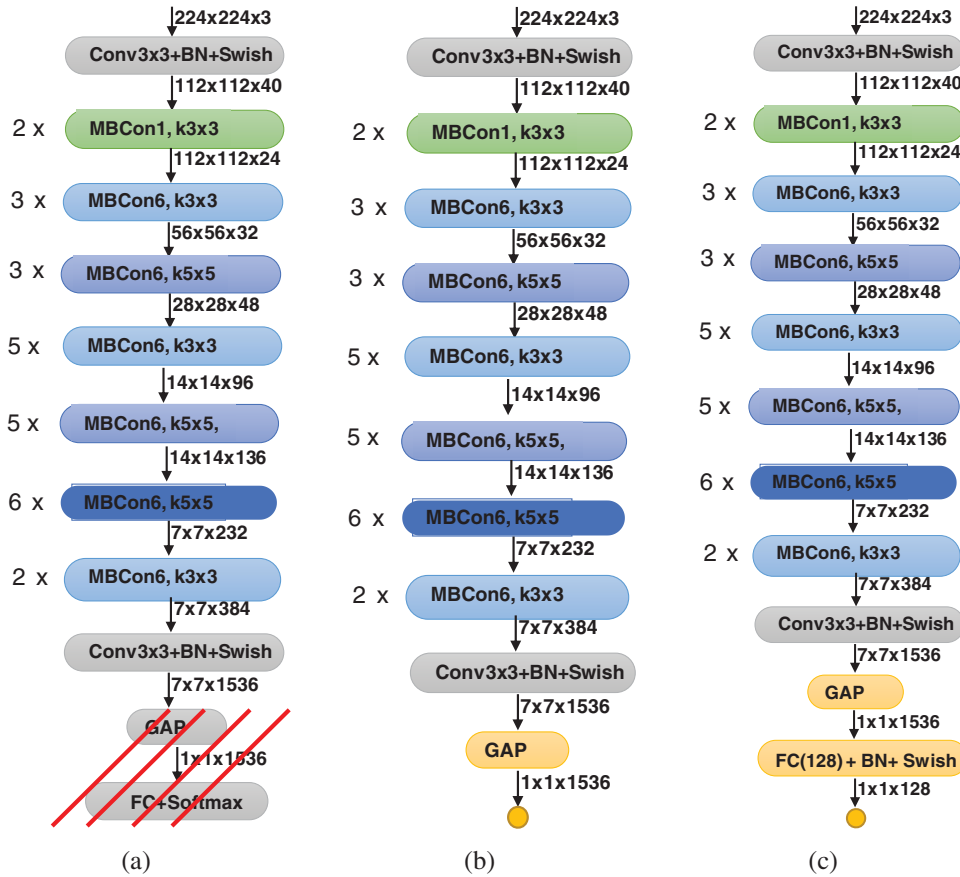 224x224x3
Conv3x3+BN+Swish
112x112x40
2 x
MBCon1, k3x3
112x112x24
3 x
MBCon6, k3x3
56x56x32
3 x
MBCon6, k5x5
28x28x48
5 x
MBCon6, k3x3
14x14x96
5 x
MBCon6, k5x5,
14x14x136
6 x
MBCon6, k5x5
7x7x232
2 x
MBCon6, k3x3
7x7x384
Conv3x3+BN+Swish
7x7x1536
GAP
1x1x1536
FC+Softmax
(a)
224x224x3
Conv3x3+BN+Swish
112x112x40
2 x
MBCon1, k3x3
112x112x24
3 x
MBCon6, k3x3
56x56x32
3 x
MBCon6, k5x5
28x28x48
5 x
MBCon6, k3x3
14x14x96
5 x
MBCon6, k5x5,
14x14x136
6 x
MBCon6, k5x5
7x7x232
2 x
MBCon6, k3x3
7x7x384
Conv3x3+BN+Swish
7x7x1536
GAP
1x1x1536
(b)
224x224x3
Conv3x3+BN+Swish
112x112x40
2 x
MBCon1, k3x3
112x112x24
3 x
MBCon6, k3x3
56x56x32
3 x
MBCon6, k5x5
28x28x48
5 x
MBCon6, k3x3
14x14x96
5 x
MBCon6, k5x5,
14x14x136
6 x
MBCon6, k5x5
7x7x232
2 x
MBCon6, k3x3
7x7x384
Conv3x3+BN+Swish
7x7x1536
GAP
1x1x1536
FC(128) + BN+ Swish
1x1x128
(c)